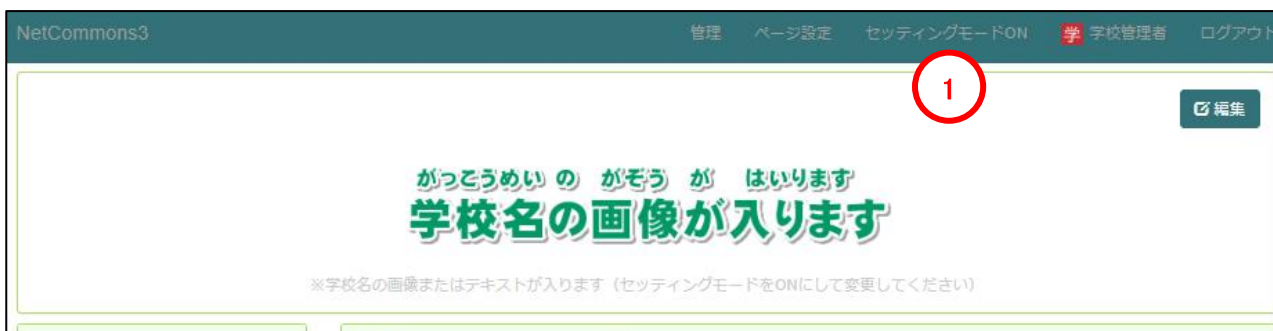 NetCommons3 管理 ページ設定 セッティングモードON 学 学校管理者 ログアウト
1
編集
がっこうめい の がぞう が はいります
学校名の画像が入ります
※学校名の画像またはテキストが入ります（セッティングモードをONにして変更してください）